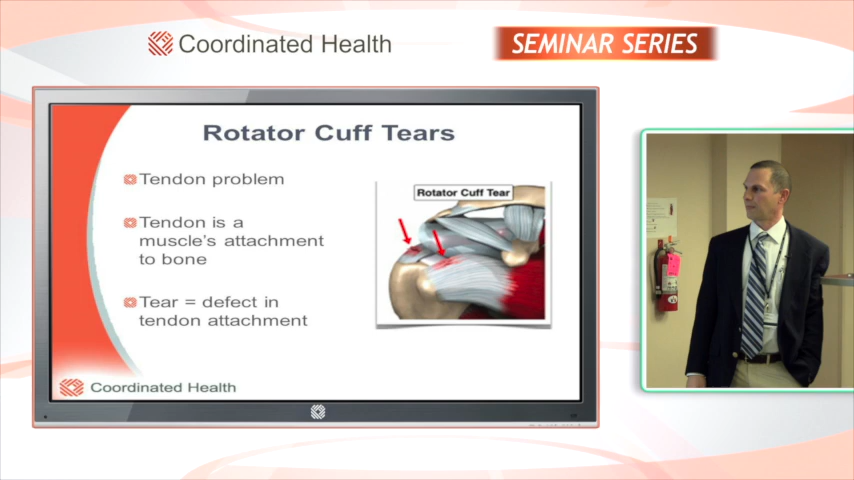 Coordinated Health
SEMINAR SERIES
Rotator Cuff Tears
Tendon problem
Tendon is a
muscle's attachment
to bone
Tear = defect in
tendon attachment
Rotator Cuff Tear
Coordinated Health